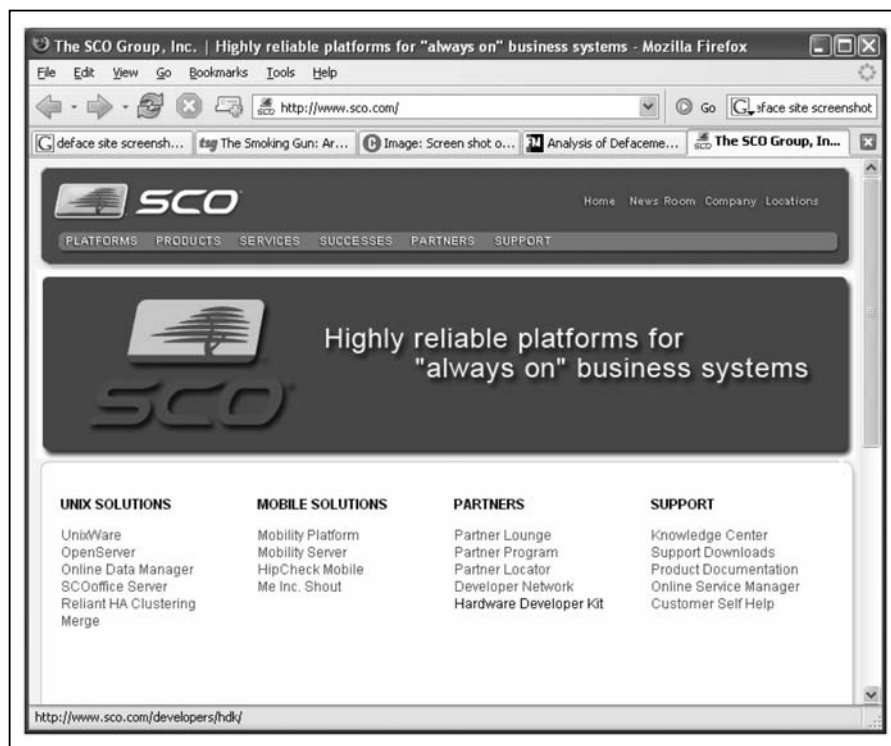 The SCO Group, Inc. | Highly reliable platforms for "always on" business systems - Mozilla Firefox
File Edit View Go Bookmarks Tools Help
SCO http://www.sco.com/ Go G :face site screenshot
G deface site screensh... tsg The Smoking Gun: Ar... C Image: Screen shot o... Analysis of Defaceme... SCO The SCO Group, In...
SCO Home News Room Company Locations
PLATFORMS PRODUCTS SERVICES SUCCESSES PARTNERS SUPPORT
Highly reliable platforms for
"always on" business systems
SCO
UNIX SOLUTIONS MOBILE SOLUTIONS PARTNERS SUPPORT
UnixWare Mobility Platform Partner Lounge Knowledge Center
OpenServer Mobility Server Partner Program Support Downloads
Online Data Manager HipCheck Mobile Partner Locator Product Documentation
SCOoffice Server Me Inc. Shout Developer Network Online Service Manager
Reliant HA Clustering Hardware Developer Kit Customer Self Help
Merge
http://www.sco.com/developers/hdk/